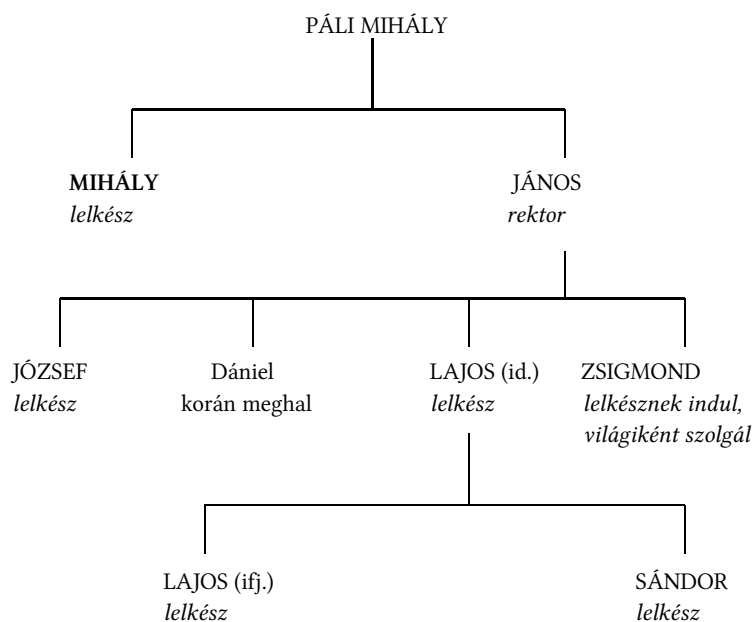 PÁLI MIHÁLY
MIHÁLY
lelkész
JÁNOS
rektor
JÓZSEF
lelkész
Dániel
korán meghal
LAJOS (id.)
lelkész
ZSIGMOND
lelkésznek indul,
világiként szolgál
LAJOS (ifj.)
lelkész
SÁNDOR
lelkész